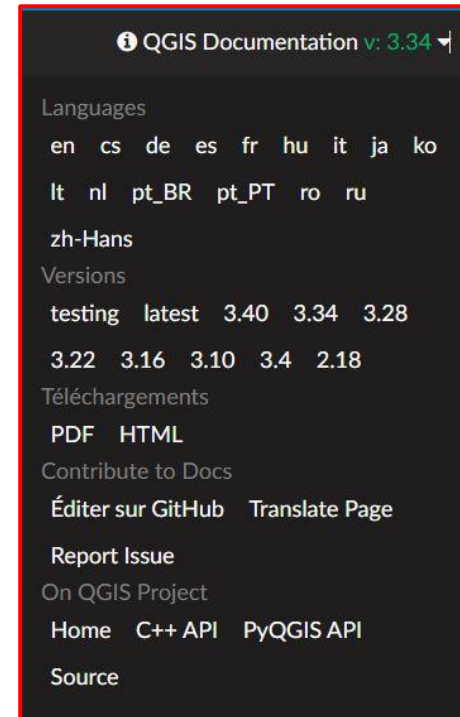 QGIS Documentation v: 3.34
Languages
en cs de es fr hu it ja ko
lt nl pt_BR pt_PT ro ru
zh-Hans
Versions
testing latest 3.40 3.34 3.28
3.22 3.16 3.10 3.4 2.18
Téléchargements
PDF HTML
Contribute to Docs
Éditer sur GitHub Translate Page
Report Issue
On QGIS Project
Home C++ API PyQGIS API
Source